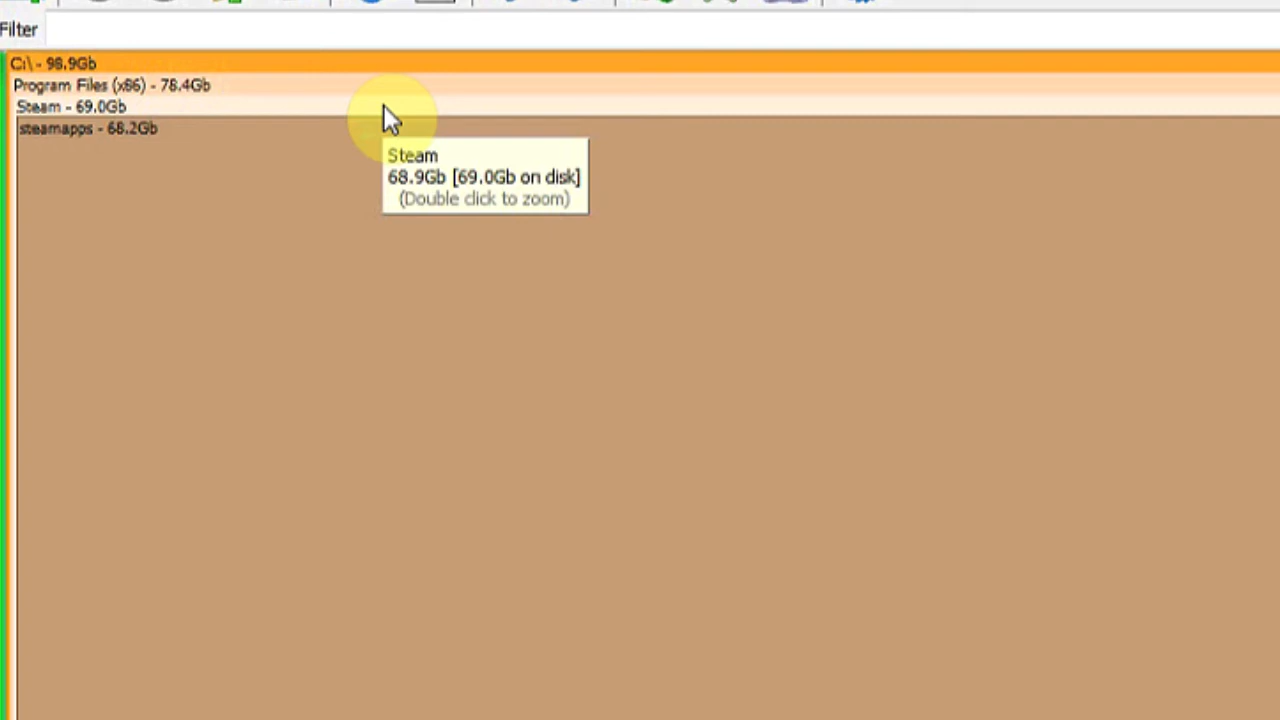 Filter
C:\ - 98.9Gb
Program Files (x86) - 78.4Gb
Steam - 69.0Gb
steamapps - 68.2Gb
Steam
68.9Gb [69.0Gb on disk]
(Double click to zoom)